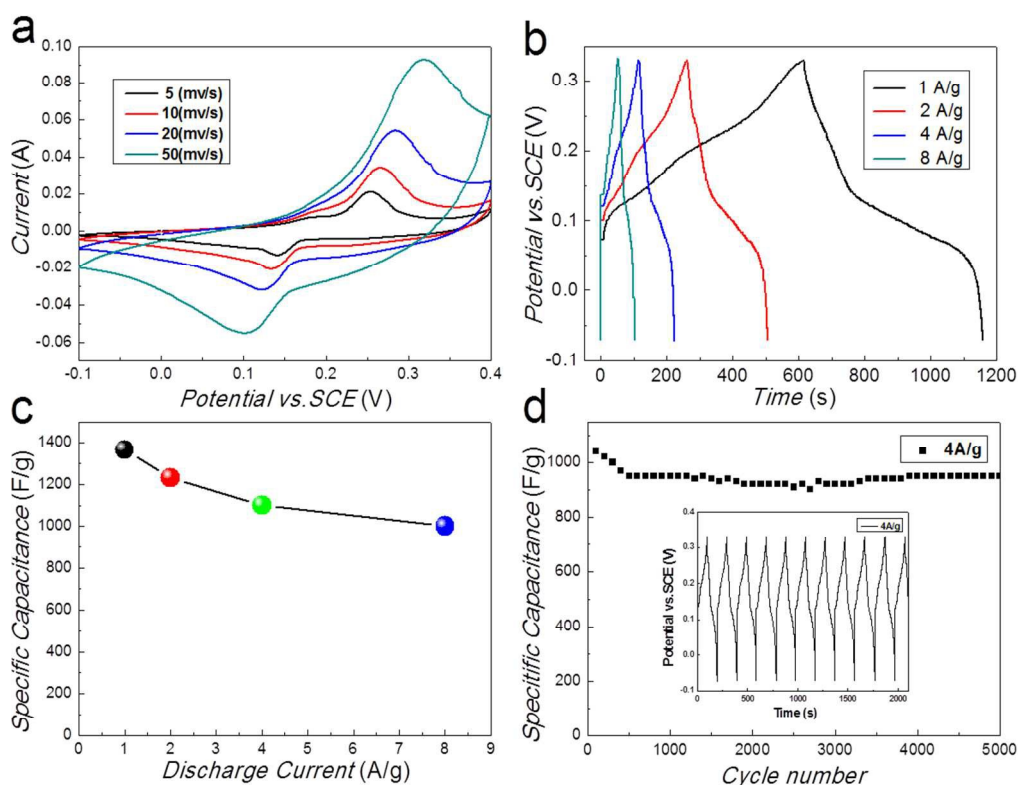 a
Current (A)
0.10
0.08
0.06
0.04
0.02
0.00
-0.02
-0.04
-0.06
5 (mv/s)
10(mv/s)
20(mv/s)
50(mv/s)
-0.1 0.0 0.1 0.2 0.3 0.4
Potential vs.SCE (V)
b
Potential vs.SCE (V)
0.3
0.2
0.1
0.0
-0.1
1 A/g
2 A/g
4 A/g
8 A/g
0 200 400 600 800 1000 1200
Time (s)
c
Specific Capacitance (F/g)
1400
1200
1000
800
600
400
200
0
0 1 2 3 4 5 6 7 8 9
Discharge Current (A/g)
d
Specitific Capacitance (F/g)
1000
800
600
400
200
0
4A/g
Potential vs.SCE (V)
0.4
0.3
0.2
0.1
0.0
-0.1
4A/g
0 500 1000 1500 2000
Time (s)
0 1000 2000 3000 4000 5000
Cycle number